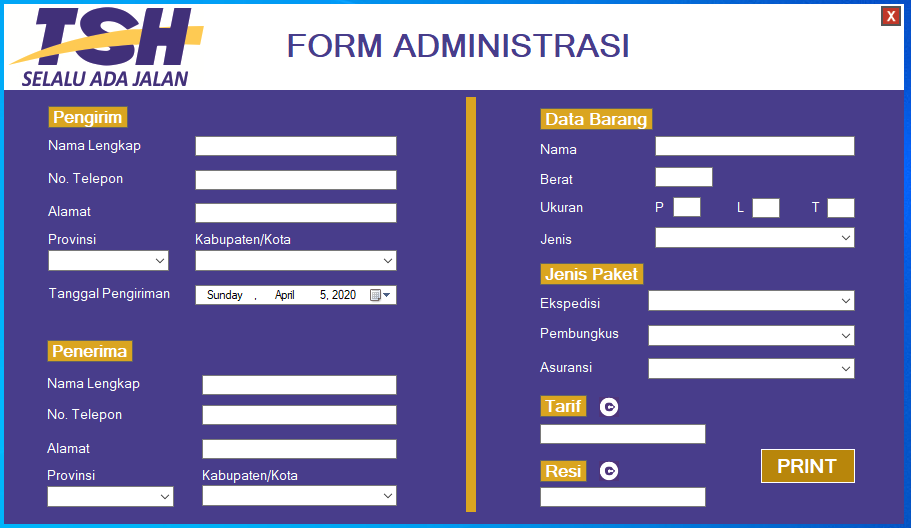 TSH
SELALU ADA JALAN
FORM ADMINISTRASI
X
Pengirim
Nama Lengkap
No. Telepon
Alamat
Provinsi Kabupaten/Kota
Tanggal Pengiriman Sunday , April 5, 2020
Penerima
Nama Lengkap
No. Telepon
Alamat
Provinsi Kabupaten/Kota
Data Barang
Nama
Berat
Ukuran P L T
Jenis
Jenis Paket
Ekspedisi
Pembungkus
Asuransi
Tarif
Resi
PRINT